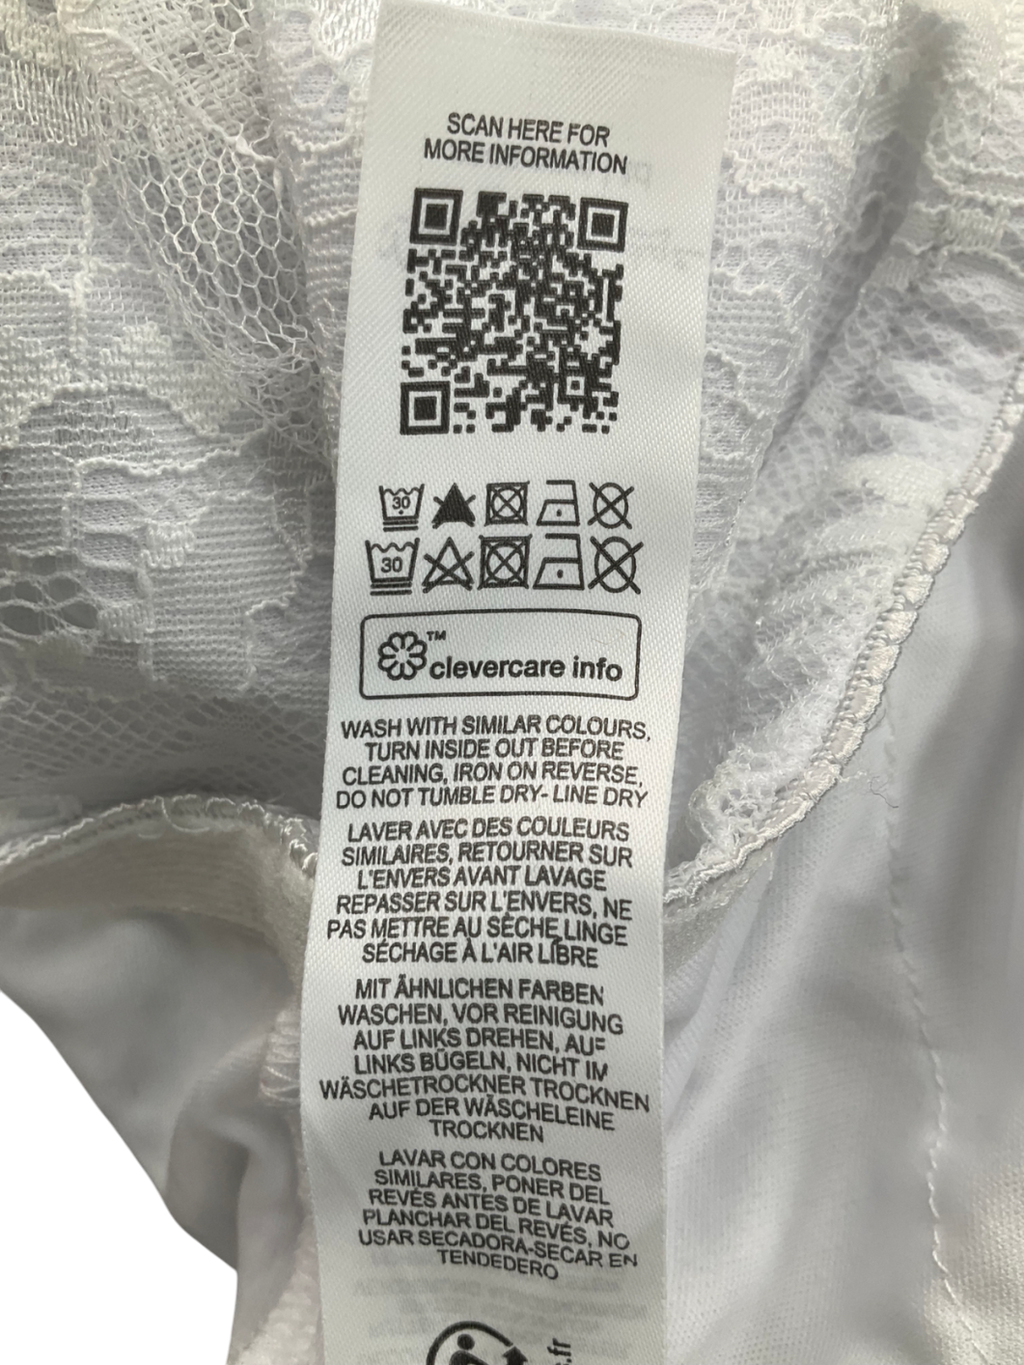 SCAN HERE FOR
MORE INFORMATION
30
30
™
clevercare info
WASH WITH SIMILAR COLOURS,
TURN INSIDE OUT BEFORE
CLEANING, IRON ON REVERSE,
DO NOT TUMBLE DRY- LINE DRY
LAVER AVEC DES COULEURS
SIMILAIRES, RETOURNER SUR
L'ENVERS AVANT LAVAGE
REPASSER SUR L'ENVERS, NE
PAS METTRE AU SÈCHE LINGE
SÉCHAGE À L'AIR LIBRE
MIT ÄHNLICHEN FARBEN
WASCHEN, VOR REINIGUNG
AUF LINKS DREHEN, AUF
LINKS BÜGELN, NICHT IM
WÄSCHETROCKNER TROCKNEN
AUF DER WÄSCHELEINE
TROCKNEN
LAVAR CON COLORES
SIMILARES, PONER DEL
REVÉS ANTES DE LAVAR
PLANCHAR DEL REVÉS, NO
USAR SECADORA-SECAR EN
TENDEDERO
.fr